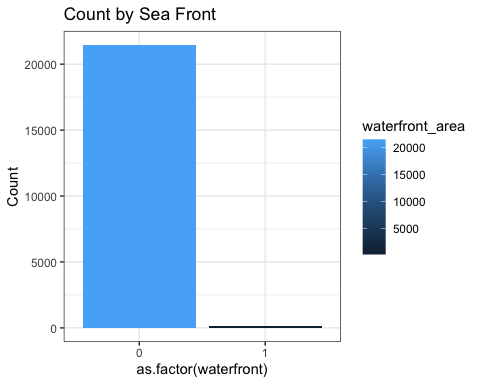 Count by Sea Front
Count
20000
15000
10000
5000
0
0 1
as.factor(waterfront)
waterfront_area
20000
15000
10000
5000